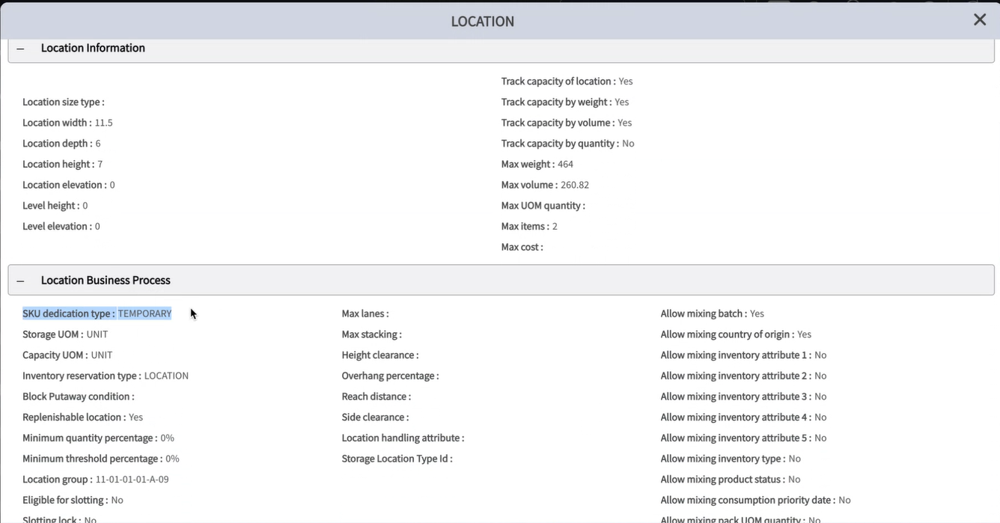 LOCATION
Location Information
Track capacity of location : Yes
Location size type :
Track capacity by weight : Yes
Location width : 11.5
Track capacity by volume : Yes
Location depth : 6
Track capacity by quantity : No
Location height : 7
Max weight : 464
Location elevation : 0
Max volume : 260.82
Level height : 0
Max UOM quantity :
Level elevation : 0
Max items : 2
Max cost :
Location Business Process
SKU dedication type : TEMPORARY
Max lanes :
Allow mixing batch : Yes
Storage UOM : UNIT
Max stacking :
Allow mixing country of origin : Yes
Capacity UOM : UNIT
Height clearance :
Allow mixing inventory attribute 1 : No
Inventory reservation type : LOCATION
Overhang percentage :
Allow mixing inventory attribute 2 : No
Block Putaway condition :
Reach distance :
Allow mixing inventory attribute 3 : No
Replenishable location : Yes
Side clearance :
Allow mixing inventory attribute 4 : No
Minimum quantity percentage : 0%
Location handling attribute :
Allow mixing inventory attribute 5 : No
Minimum threshold percentage : 0%
Storage Location Type Id :
Allow mixing inventory type : No
Location group : 11-01-01-01-A-09
Allow mixing product status : No
Eligible for slotting : No
Allow mixing consumption priority date : No
Slotting lock : No
Allow mixing pack UOM quantity : No